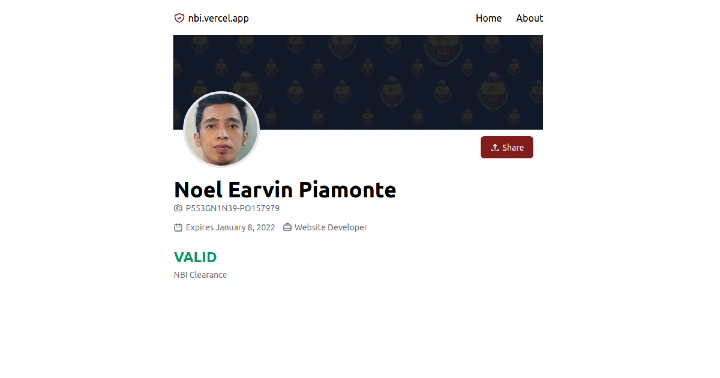 nbi.vercel.app Home About
Share
Noel Earvin Piamonte
P553GN1N39-PO157979
Expires January 8, 2022 Website Developer
VALID
NBI Clearance